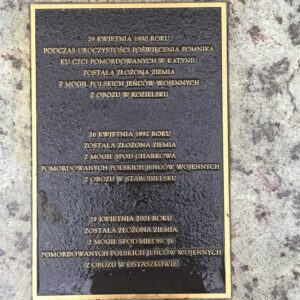 29 KWIETNIA 1990 ROKU
PODCZAS UROCZYSTOŚCI POŚWIĘCENIA POMNIKA
KU CZCI POMORDOWANYCH W KATYNIU
ZOSTAŁA ZŁOŻONA ZIEMIA
Z MOGIŁ POLSKICH JEŃCÓW WOJENNYCH
Z OBOZU W KOZIELSKU
26 KWIETNIA 1992 ROKU
ZOSTAŁA ZŁOŻONA ZIEMIA
Z MOGIŁ SPOD CHARKOWA
POMORDOWANYCH POLSKICH JEŃCÓW WOJENNYCH
Z OBOZU W STAROBIELSKU
29 KWIETNIA 2001 ROKU
ZOSTAŁA ZŁOŻONA ZIEMIA
Z MOGIŁ SPOD MIEDNOJE
POMORDOWANYCH POLSKICH JEŃCÓW WOJENNYCH
Z OBOZU W OSTASZKOWIE